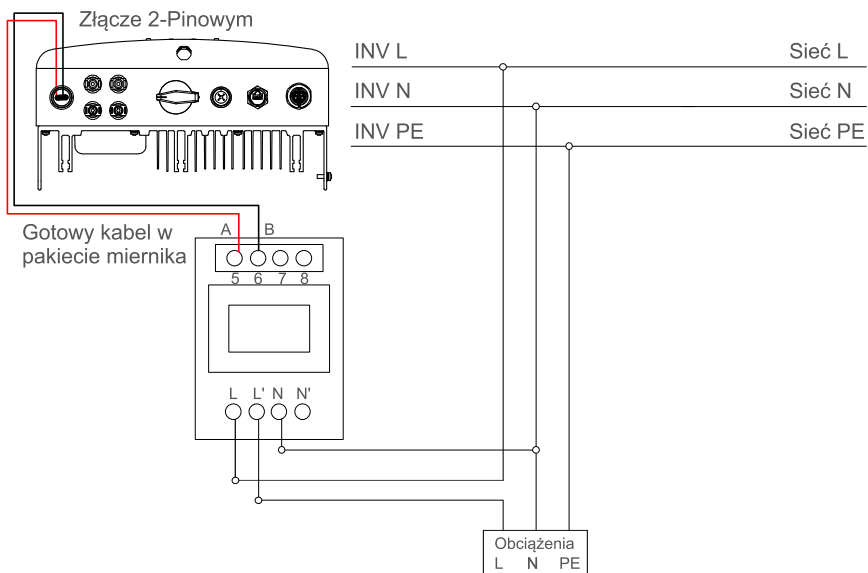 Złącze 2-Pinowym
INV L Sieć L
INV N Sieć N
INV PE Sieć PE
Gotowy kabel w
pakiecie miernika
A B
5 6 7 8
L L' N N'
Obciążenia
L N PE